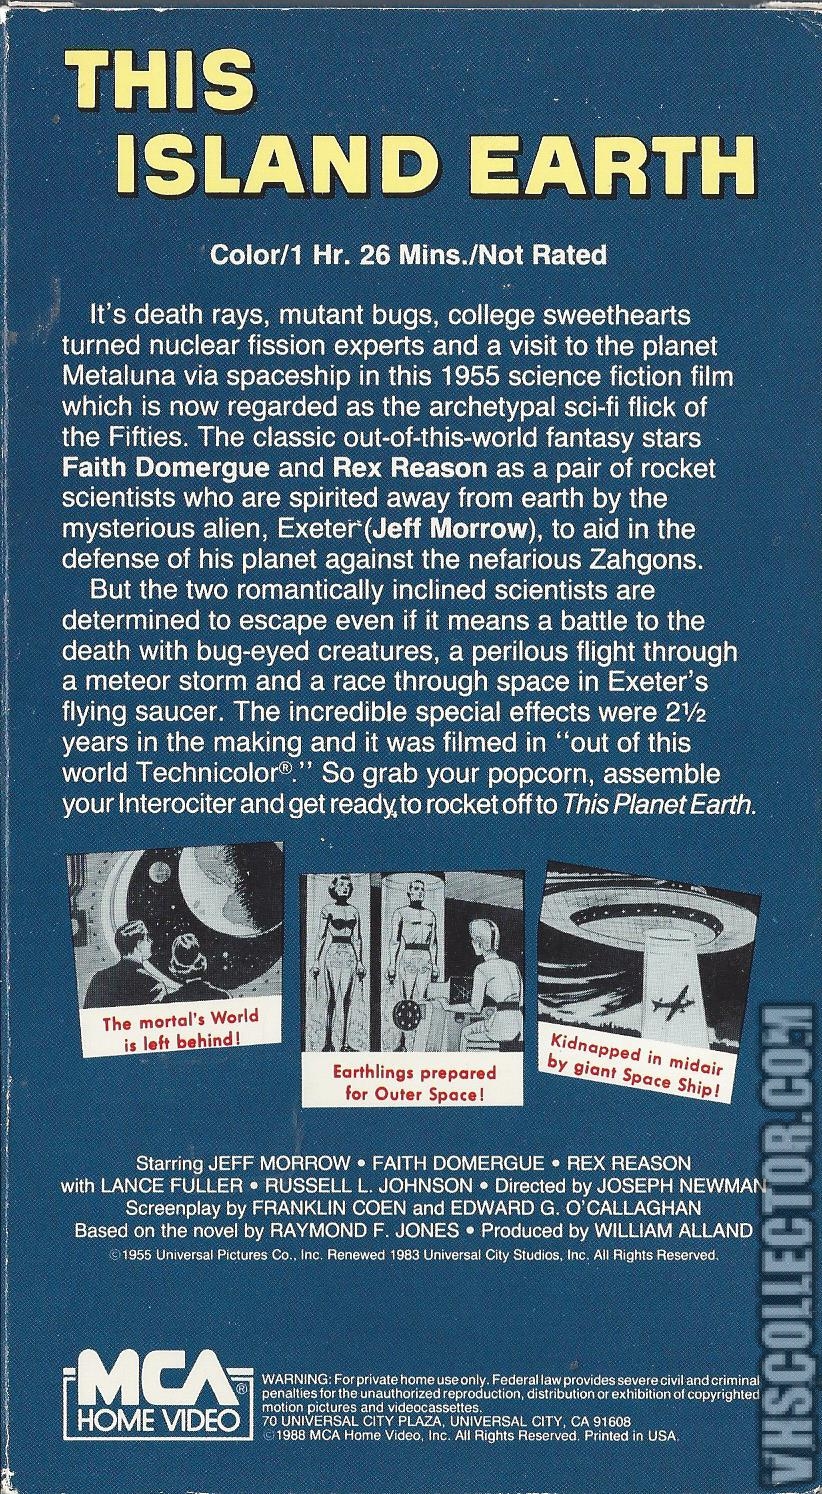 THIS
ISLAND EARTH
Color/1 Hr. 26 Mins./Not Rated
It's death rays, mutant bugs, college sweethearts
turned nuclear fission experts and a visit to the planet
Metaluna via spaceship in this 1955 science fiction film
which is now regarded as the archetypal sci-fi flick of
the Fifties. The classic out-of-this-world fantasy stars
Faith Domergue and Rex Reason as a pair of rocket
scientists who are spirited away from earth by the
mysterious alien, Exeter (Jeff Morrow), to aid in the
defense of his planet against the nefarious Zahgons.
But the two romantically inclined scientists are
determined to escape even if it means a battle to the
death with bug-eyed creatures, a perilous flight through
a meteor storm and a race through space in Exeter's
flying saucer. The incredible special effects were 2½
years in the making and it was filmed in "out of this
world Technicolor®." So grab your popcorn, assemble
your Interociter and get ready to rocket off to This Planet Earth.
The mortal's World
is left behind!
Earthlings prepared
for Outer Space!
Kidnapped in midair
by giant Space Ship!
Starring JEFF MORROW • FAITH DOMERGUE • REX REASON
with LANCE FULLER • RUSSELL L. JOHNSON • Directed by JOSEPH NEWMAN
Screenplay by FRANKLIN COEN and EDWARD G. O'CALLAGHAN
Based on the novel by RAYMOND F. JONES • Produced by WILLIAM ALLAND
©1955 Universal Pictures Co., Inc. Renewed 1983 Universal City Studios, Inc. All Rights Reserved.
MCA®
HOME VIDEO
WARNING: For private home use only. Federal law provides severe civil and criminal
penalties for the unauthorized reproduction, distribution or exhibition of copyrighted
motion pictures and videocassettes.
70 UNIVERSAL CITY PLAZA, UNIVERSAL CITY, CA 91608
©1988 MCA Home Video, Inc. All Rights Reserved. Printed in USA.
VHSCOLLECTOR.COM